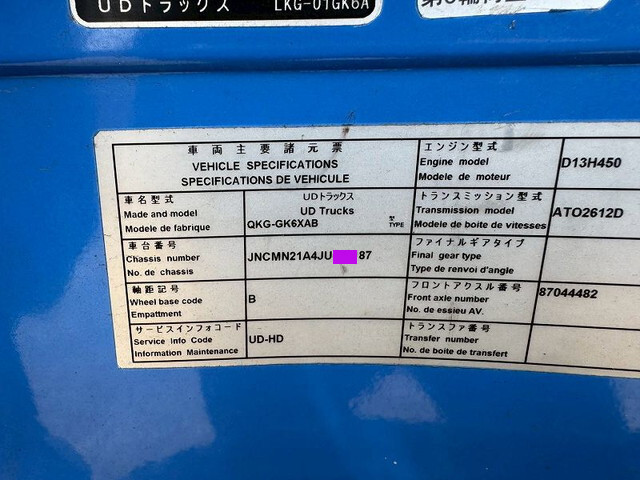 UDトラックス LKG-01GK6A
車両主要諸元票
VEHICLE SPECIFICATIONS
SPECIFICATIONS DE VEHICULE
車名型式
Made and model
Modele de fabrique
UDトラックス
UD Trucks
QKG-GK6XAB
型
TYPE
車台番号
Chassis number
No. de chassis
JNCMN21A4JU 87
軸距記号
Wheel base code
Empattment
B
サービスインフォコード
Service Info Code
Information Maintenance
UD-HD
エンジン型式
Engine model
Modele de moteur
D13H450
トランスミッション型式
Transmission model
Modele de boite de vitesses
ATO2612D
ファイナルギアタイプ
Final gear type
Type de renvoi d'angle
フロントアクスル番号
Front axle number
No. de essieu AV.
87044482
トランスファ番号
Transfer number
No. de boite de transfert